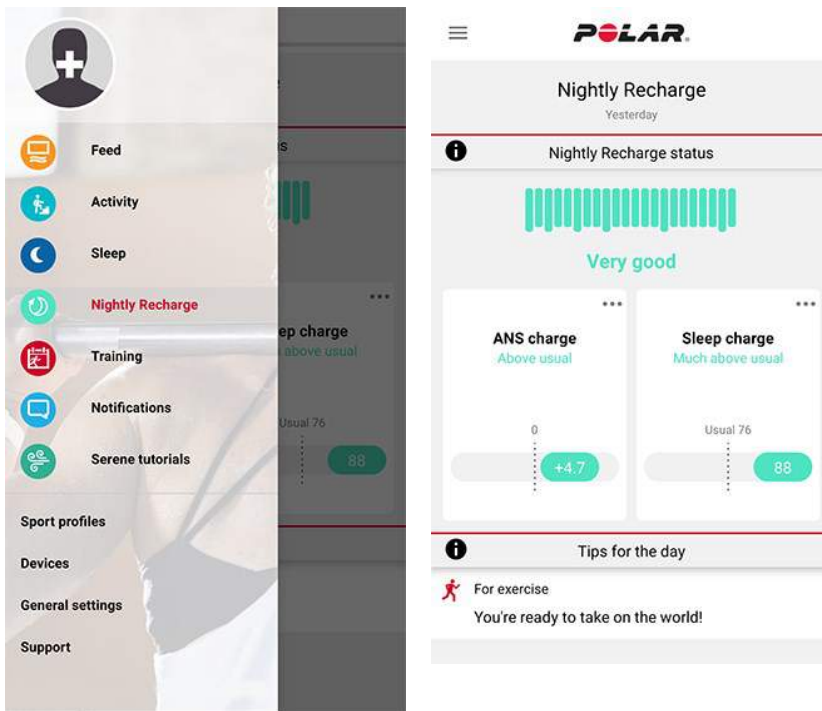 Feed
Activity
Sleep
Nightly Recharge
Training
Notifications
Serene tutorials
Sport profiles
Devices
General settings
Support
s
ep charge
above usual
Usual 76
88
POLAR.
Nightly Recharge
Yesterday
Nightly Recharge status
Very good
ANS charge
Above usual
0
+4.7
Sleep charge
Much above usual
Usual 76
88
Tips for the day
For exercise
You're ready to take on the world!